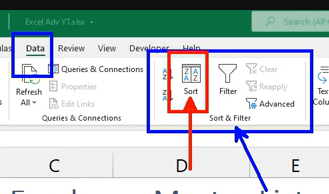 Excel Adv YT.xlsx
Data Review View Developer Help
Refresh All
Queries & Connections
Properties
Edit Links
Queries & Connections
Sort
Filter
Clear
Reapply
Advanced
Sort & Filter
Text
C D E